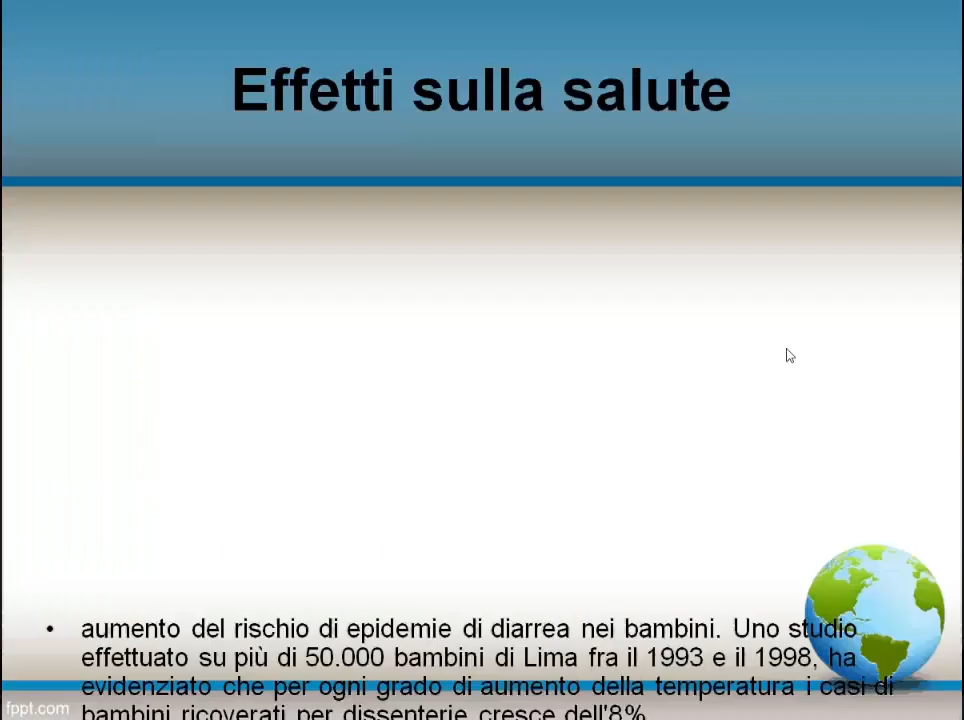 Effetti sulla salute
• aumento del rischio di epidemie di diarrea nei bambini. Uno studio
effettuato su più di 50.000 bambini di Lima fra il 1993 e il 1998, ha
evidenziato che per ogni grado di aumento della temperatura i casi di
bambini ricoverati per dissenterie cresce dell'8%
fppt.com